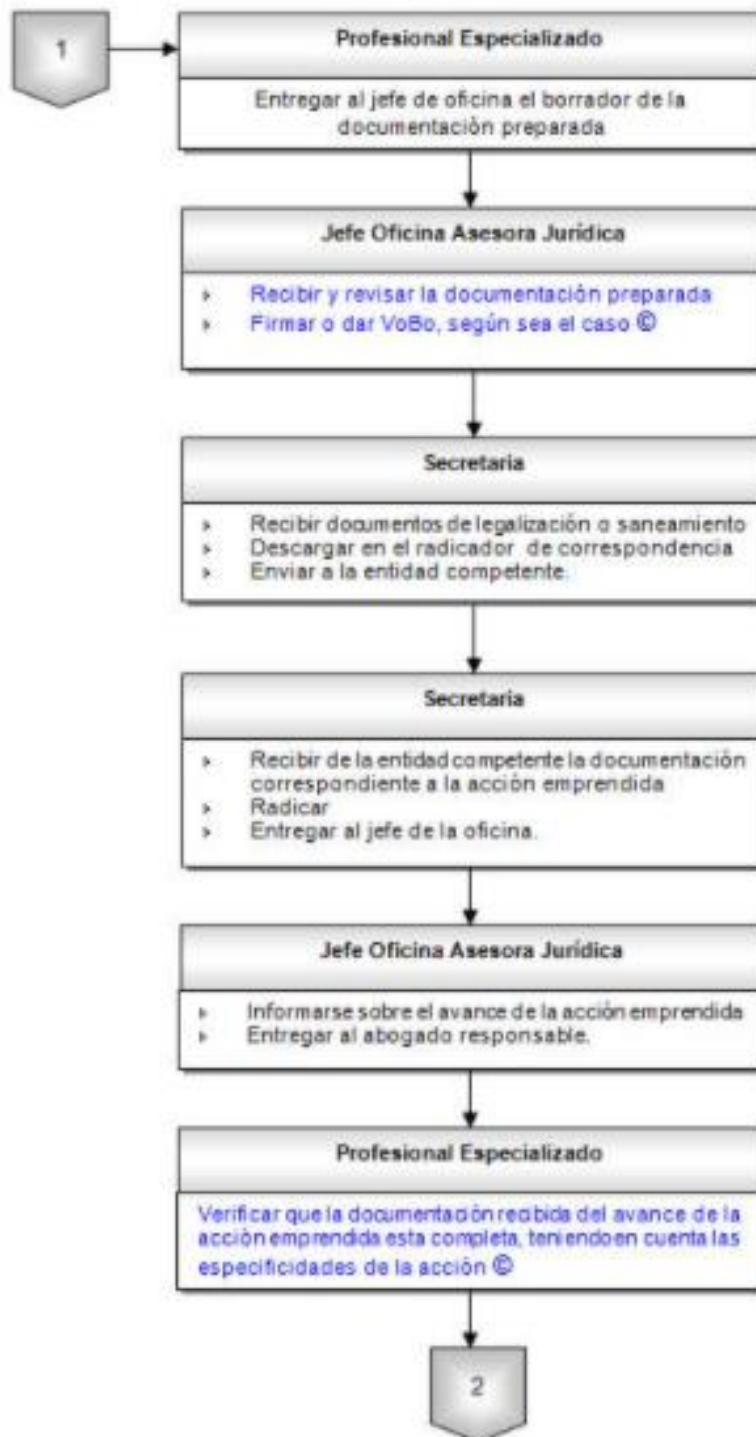 1
Profesional Especializado
Entregar al jefe de oficina el borrador de la
documentación preparada
Jefe Oficina Asesora Jurídica
Recibir y revisar la documentación preparada
Firmar o dar VoBo, según sea el caso ©
Secretaria
Recibir documentos de legalización o saneamiento
Descargar en el radicador de correspondencia
Enviar a la entidad competente.
Secretaria
Recibir de la entidad competente la documentación
correspondiente a la acción emprendida
Radicar
Entregar al jefe de la oficina.
Jefe Oficina Asesora Jurídica
Informarse sobre el avance de la acción emprendida
Entregar al abogado responsable.
Profesional Especializado
Verificar que la documentación recibida del avance de la
acción emprendida esta completa, teniendo en cuenta las
especificidades de la acción ©
2